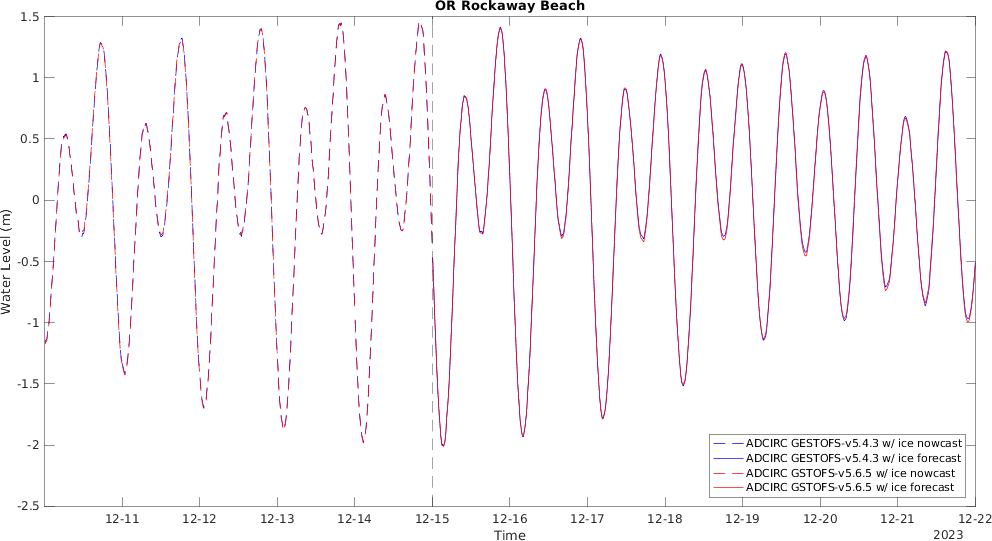 OR Rockaway Beach
1.5
1
0.5
0
-0.5
-1
-1.5
-2
-2.5
Water Level (m)
12-11 12-12 12-13 12-14 12-15 12-16 12-17 12-18 12-19 12-20 12-21 12-22
Time
2023
ADCIRC GESTOFS-v5.4.3 w/ ice nowcast
ADCIRC GESTOFS-v5.4.3 w/ ice forecast
ADCIRC GSTOFS-v5.6.5 w/ ice nowcast
ADCIRC GSTOFS-v5.6.5 w/ ice forecast